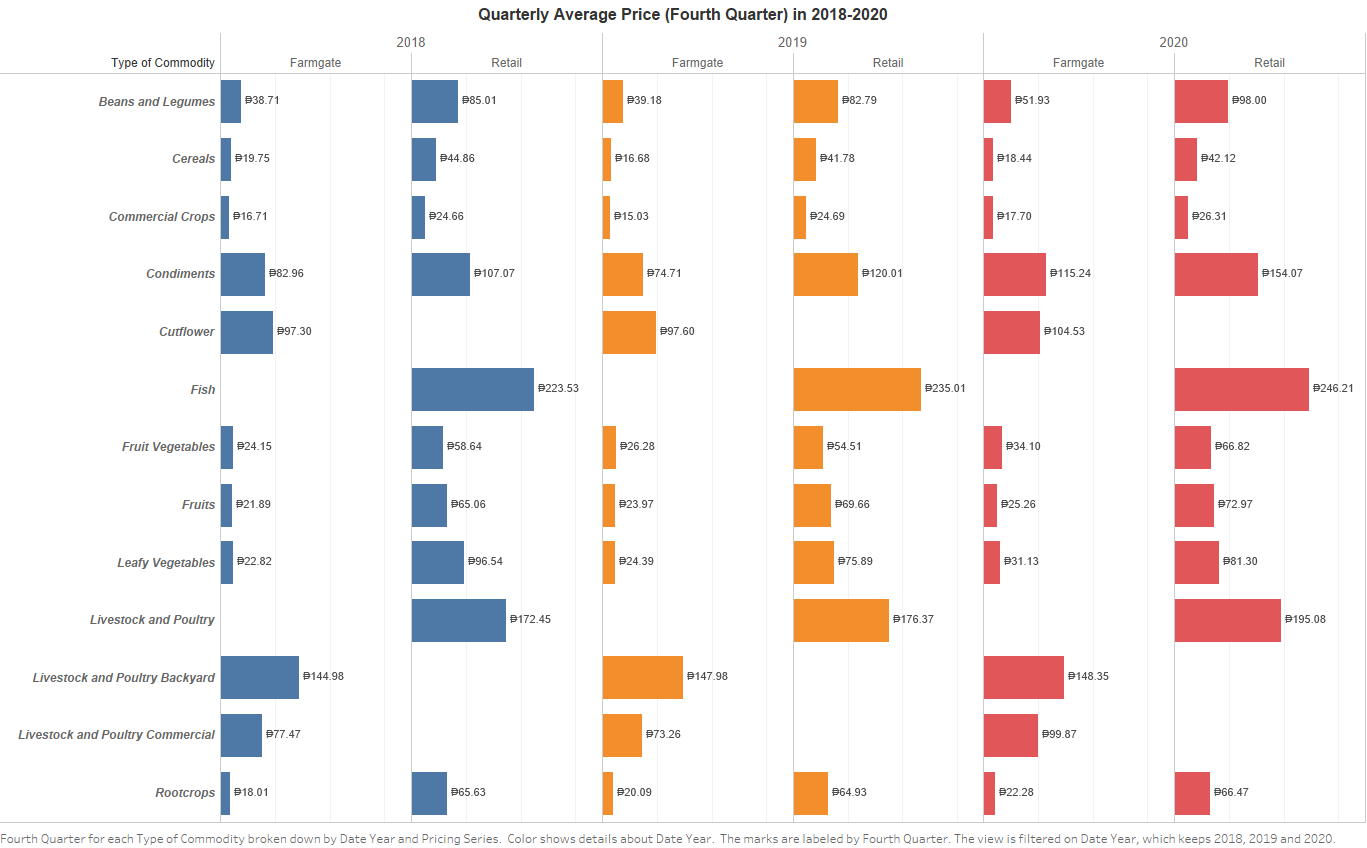 Quarterly Average Price (Fourth Quarter) in 2018-2020
2018 2019 2020
Type of Commodity Farmgate Retail Farmgate Retail Farmgate Retail
Beans and Legumes ₱38.71 ₱85.01 ₱39.18 ₱82.79 ₱51.93 ₱98.00
Cereals ₱19.75 ₱44.86 ₱16.68 ₱41.78 ₱18.44 ₱42.12
Commercial Crops ₱16.71 ₱24.66 ₱15.03 ₱24.69 ₱17.70 ₱26.31
Condiments ₱82.96 ₱107.07 ₱74.71 ₱120.01 ₱115.24 ₱154.07
Cutflower ₱97.30 ₱97.60 ₱104.53
Fish ₱223.53 ₱235.01 ₱246.21
Fruit Vegetables ₱24.15 ₱58.64 ₱26.28 ₱54.51 ₱34.10 ₱66.82
Fruits ₱21.89 ₱65.06 ₱23.97 ₱69.66 ₱25.26 ₱72.97
Leafy Vegetables ₱22.82 ₱96.54 ₱24.39 ₱75.89 ₱31.13 ₱81.30
Livestock and Poultry ₱172.45 ₱176.37 ₱195.08
Livestock and Poultry Backyard ₱144.98 ₱147.98 ₱148.35
Livestock and Poultry Commercial ₱77.47 ₱73.26 ₱99.87
Rootcrops ₱18.01 ₱65.63 ₱20.09 ₱64.93 ₱22.28 ₱66.47
Fourth Quarter for each Type of Commodity broken down by Date Year and Pricing Series. Color shows details about Date Year. The marks are labeled by Fourth Quarter. The view is filtered on Date Year, which keeps 2018, 2019 and 2020.